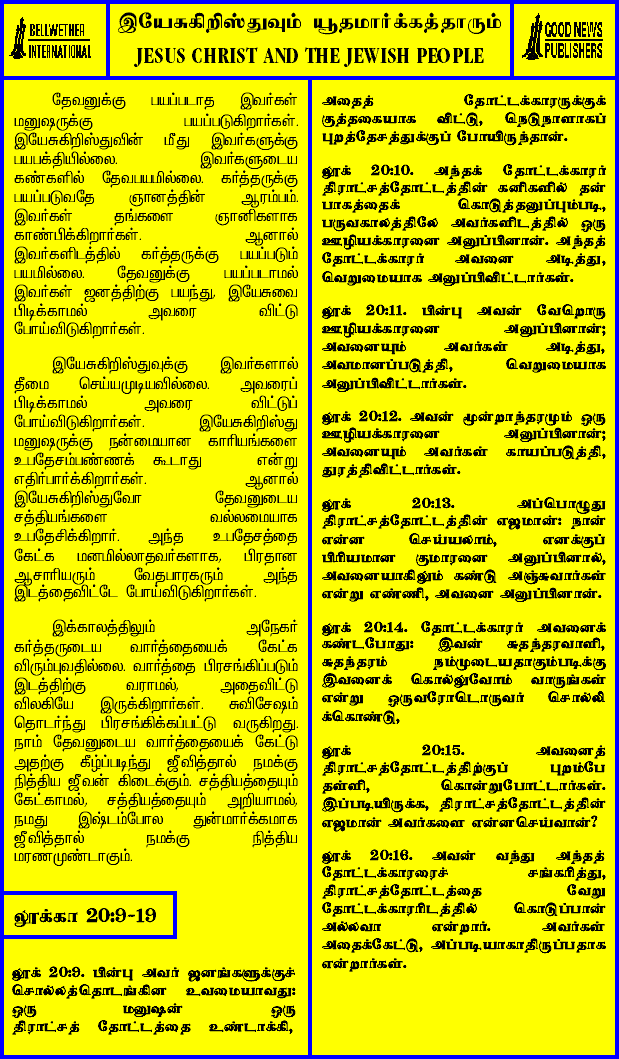 BELLWETHER
INTERNATIONAL
இயேசுகிறிஸ்துவும் யூதமார்க்கத்தாரும்
JESUS CHRIST AND THE JEWISH PEOPLE
GOOD NEWS
PUBLISHERS
தேவனுக்கு பயப்படாத இவர்கள்
மனுஷருக்கு பயப்படுகிறார்கள்.
இயேசுகிறிஸ்துவின் மீது இவர்களுக்கு
பயபக்தியில்லை. இவர்களுடைய
கண்களில் தேவபயமில்லை. கர்த்தருக்கு
பயப்படுவதே ஞானத்தின் ஆரம்பம்.
இவர்கள் தங்களை ஞானிகளாக
காண்பிக்கிறார்கள். ஆனால்
இவர்களிடத்தில் கர்த்தருக்கு பயப்படும்
பயமில்லை. தேவனுக்கு பயப்படாமல்
இவர்கள் ஜனத்திற்கு பயந்து, இயேசுவை
பிடிக்காமல் அவரை விட்டு
போய்விடுகிறார்கள்.
இயேசுகிறிஸ்துவுக்கு இவர்களால்
தீமை செய்யமுடியவில்லை. அவரைப்
பிடிக்காமல் அவரை விட்டுப்
போய்விடுகிறார்கள். இயேசுகிறிஸ்து
மனுஷருக்கு நன்மையான காரியங்களை
உபதேசம்பண்ணக் கூடாது என்று
எதிர்பார்க்கிறார்கள். ஆனால்
இயேசுகிறிஸ்துவோ தேவனுடைய
சத்தியங்களை வல்லமையாக
உபதேசிக்கிறார். அந்த உபதேசத்தை
கேட்க மனமில்லாதவர்களாக, பிரதான
ஆசாரியரும் வேதபாரகரும் அந்த
இடத்தைவிட்டே போய்விடுகிறார்கள்.
இக்காலத்திலும் அநேகர்
கர்த்தருடைய வார்த்தையைக் கேட்க
விரும்புவதில்லை. வார்த்தை பிரசங்கிப்படும்
இடத்திற்கு வராமல், அதைவிட்டு
விலகியே இருக்கிறார்கள். சுவிசேஷம்
தொடர்ந்து பிரசங்கிக்கப்பட்டு வருகிறது.
நாம் தேவனுடைய வார்த்தையைக் கேட்டு
அதற்கு கீழ்ப்படிந்து ஜீவித்தால் நமக்கு
நித்திய ஜீவன் கிடைக்கும். சத்தியத்தையும்
கேட்காமல், சத்தியத்தையும் அறியாமல்,
நமது இஷ்டம்போல துன்மார்க்கமாக
ஜீவித்தால் நமக்கு நித்திய
மரணமுண்டாகும்.
லூக்கா 20:9-19
லூக் 20:9. பின்பு அவர் ஜனங்களுக்குச்
சொல்லத்தொடங்கின உவமையாவது:
ஒரு மனுஷன் ஒரு
திராட்சத் தோட்டத்தை உண்டாக்கி,
அதைத் தோட்டக்காரருக்குக்
குத்தகையாக விட்டு, நெடுநாளாகப்
புறத்தேசத்துக்குப் போயிருந்தான்.
லூக் 20:10. அந்தக் தோட்டக்காரர்
திராட்சத்தோட்டத்தின் கனிகளில் தன்
பாகத்தைக் கொடுத்தனுப்பும்படி,
பருவகாலத்திலே அவர்களிடத்தில் ஒரு
ஊழியக்காரனை அனுப்பினான். அந்தத்
தோட்டக்காரர் அவனை அடித்து,
வெறுமையாக அனுப்பிவிட்டார்கள்.
லூக் 20:11. பின்பு அவன் வேறொரு
ஊழியக்காரனை அனுப்பினான்;
அவனையும் அவர்கள் அடித்து,
அவமானப்படுத்தி, வெறுமையாக
அனுப்பிவிட்டார்கள்.
லூக் 20:12. அவன் மூன்றாந்தரமும் ஒரு
ஊழியக்காரனை அனுப்பினான்;
அவனையும் அவர்கள் காயப்படுத்தி,
துரத்திவிட்டார்கள்.
லூக் 20:13. அப்பொழுது
திராட்சத்தோட்டத்தின் எஜமான்: நான்
என்ன செய்யலாம், எனக்குப்
பிரியமான குமாரனை அனுப்பினால்,
அவனையாகிலும் கண்டு அஞ்சுவார்கள்
என்று எண்ணி, அவனை அனுப்பினான்.
லூக் 20:14. தோட்டக்காரர் அவனைக்
கண்டபோது: இவன் சுதந்தரவாளி,
சுதந்தரம் நம்முடையதாகும்படிக்கு
இவனைக் கொல்லுவோம் வாருங்கள்
என்று ஒருவரோடொருவர் சொல்லி
க்கொண்டு,
லூக் 20:15. அவனைத்
திராட்சத்தோட்டத்திற்குப் புறம்பே
தள்ளி, கொன்றுபோட்டார்கள்.
இப்படியிருக்க, திராட்சத்தோட்டத்தின்
எஜமான் அவர்களை என்னசெய்வான்?
லூக் 20:16. அவன் வந்து அந்தத்
தோட்டக்காரரைச் சங்கரித்து,
திராட்சத்தோட்டத்தை வேறு
தோட்டக்காரரிடத்தில் கொடுப்பான்
அல்லவா என்றார். அவர்கள்
அதைக்கேட்டு, அப்படியாகாதிருப்பதாக
என்றார்கள்.